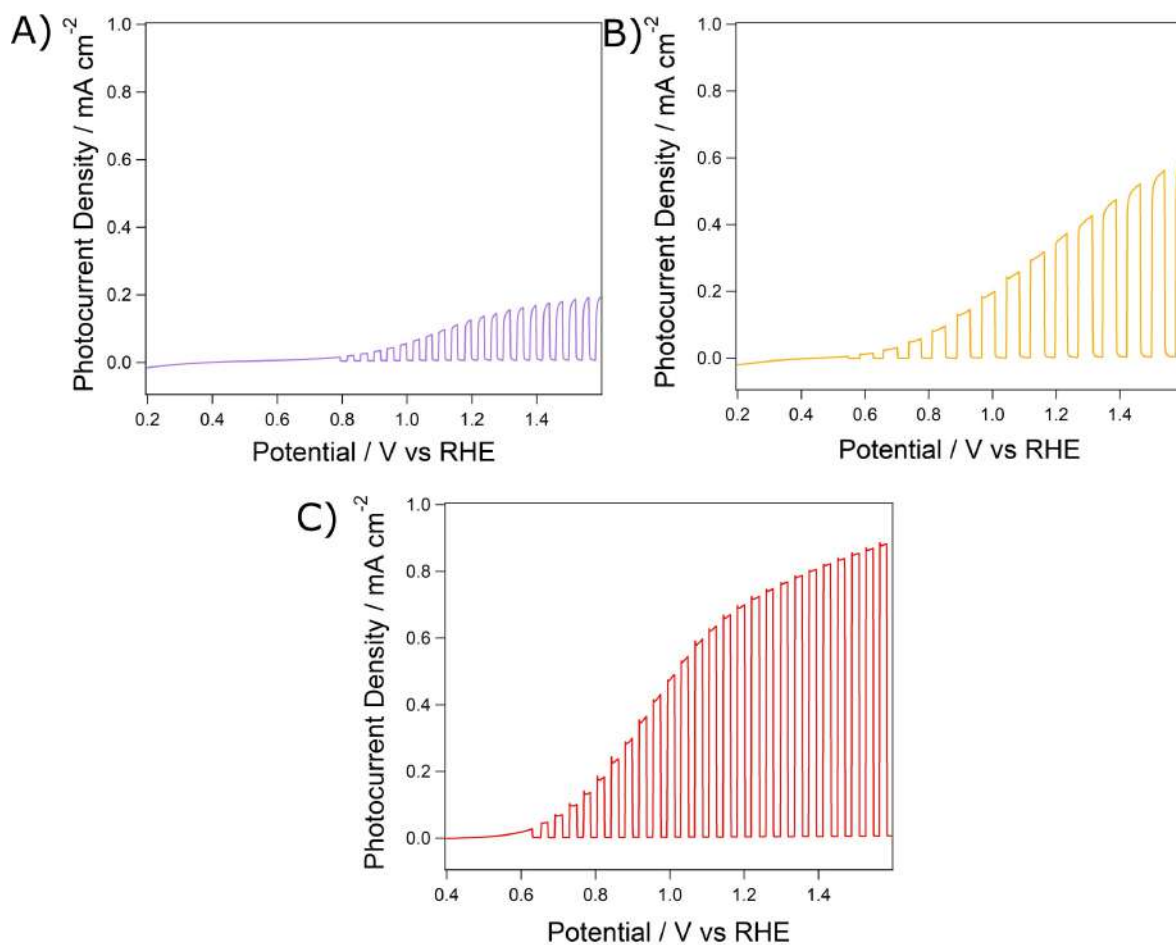 A)
Photocurrent Density / mA cm-2
1.0
0.8
0.6
0.4
0.2
0.0
0.2 0.4 0.6 0.8 1.0 1.2 1.4
Potential / V vs RHE
B)
Photocurrent Density / mA cm-2
1.0
0.8
0.6
0.4
0.2
0.0
0.2 0.4 0.6 0.8 1.0 1.2 1.4
Potential / V vs RHE
C)
Photocurrent Density / mA cm-2
1.0
0.8
0.6
0.4
0.2
0.0
0.4 0.6 0.8 1.0 1.2 1.4
Potential / V vs RHE